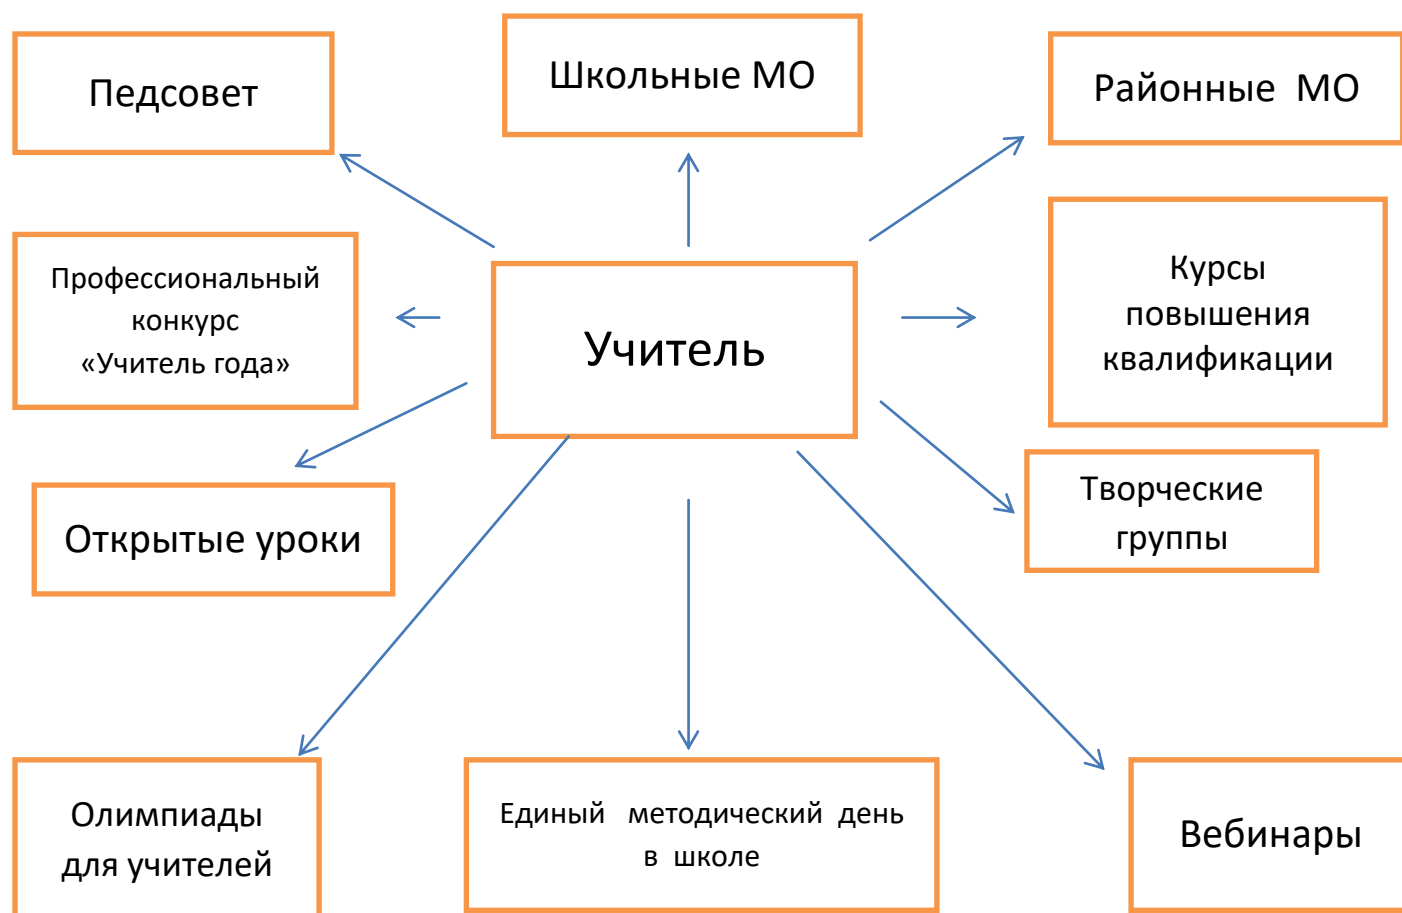 Педсовет
Школьные МО
Районные  МО
Профессиональный
конкурс
«Учитель года»
Учитель
Курсы
повышения
квалификации
Открытые уроки
Творческие
группы
Олимпиады
для учителей
Единый   методический  день
в  школе
Вебинары